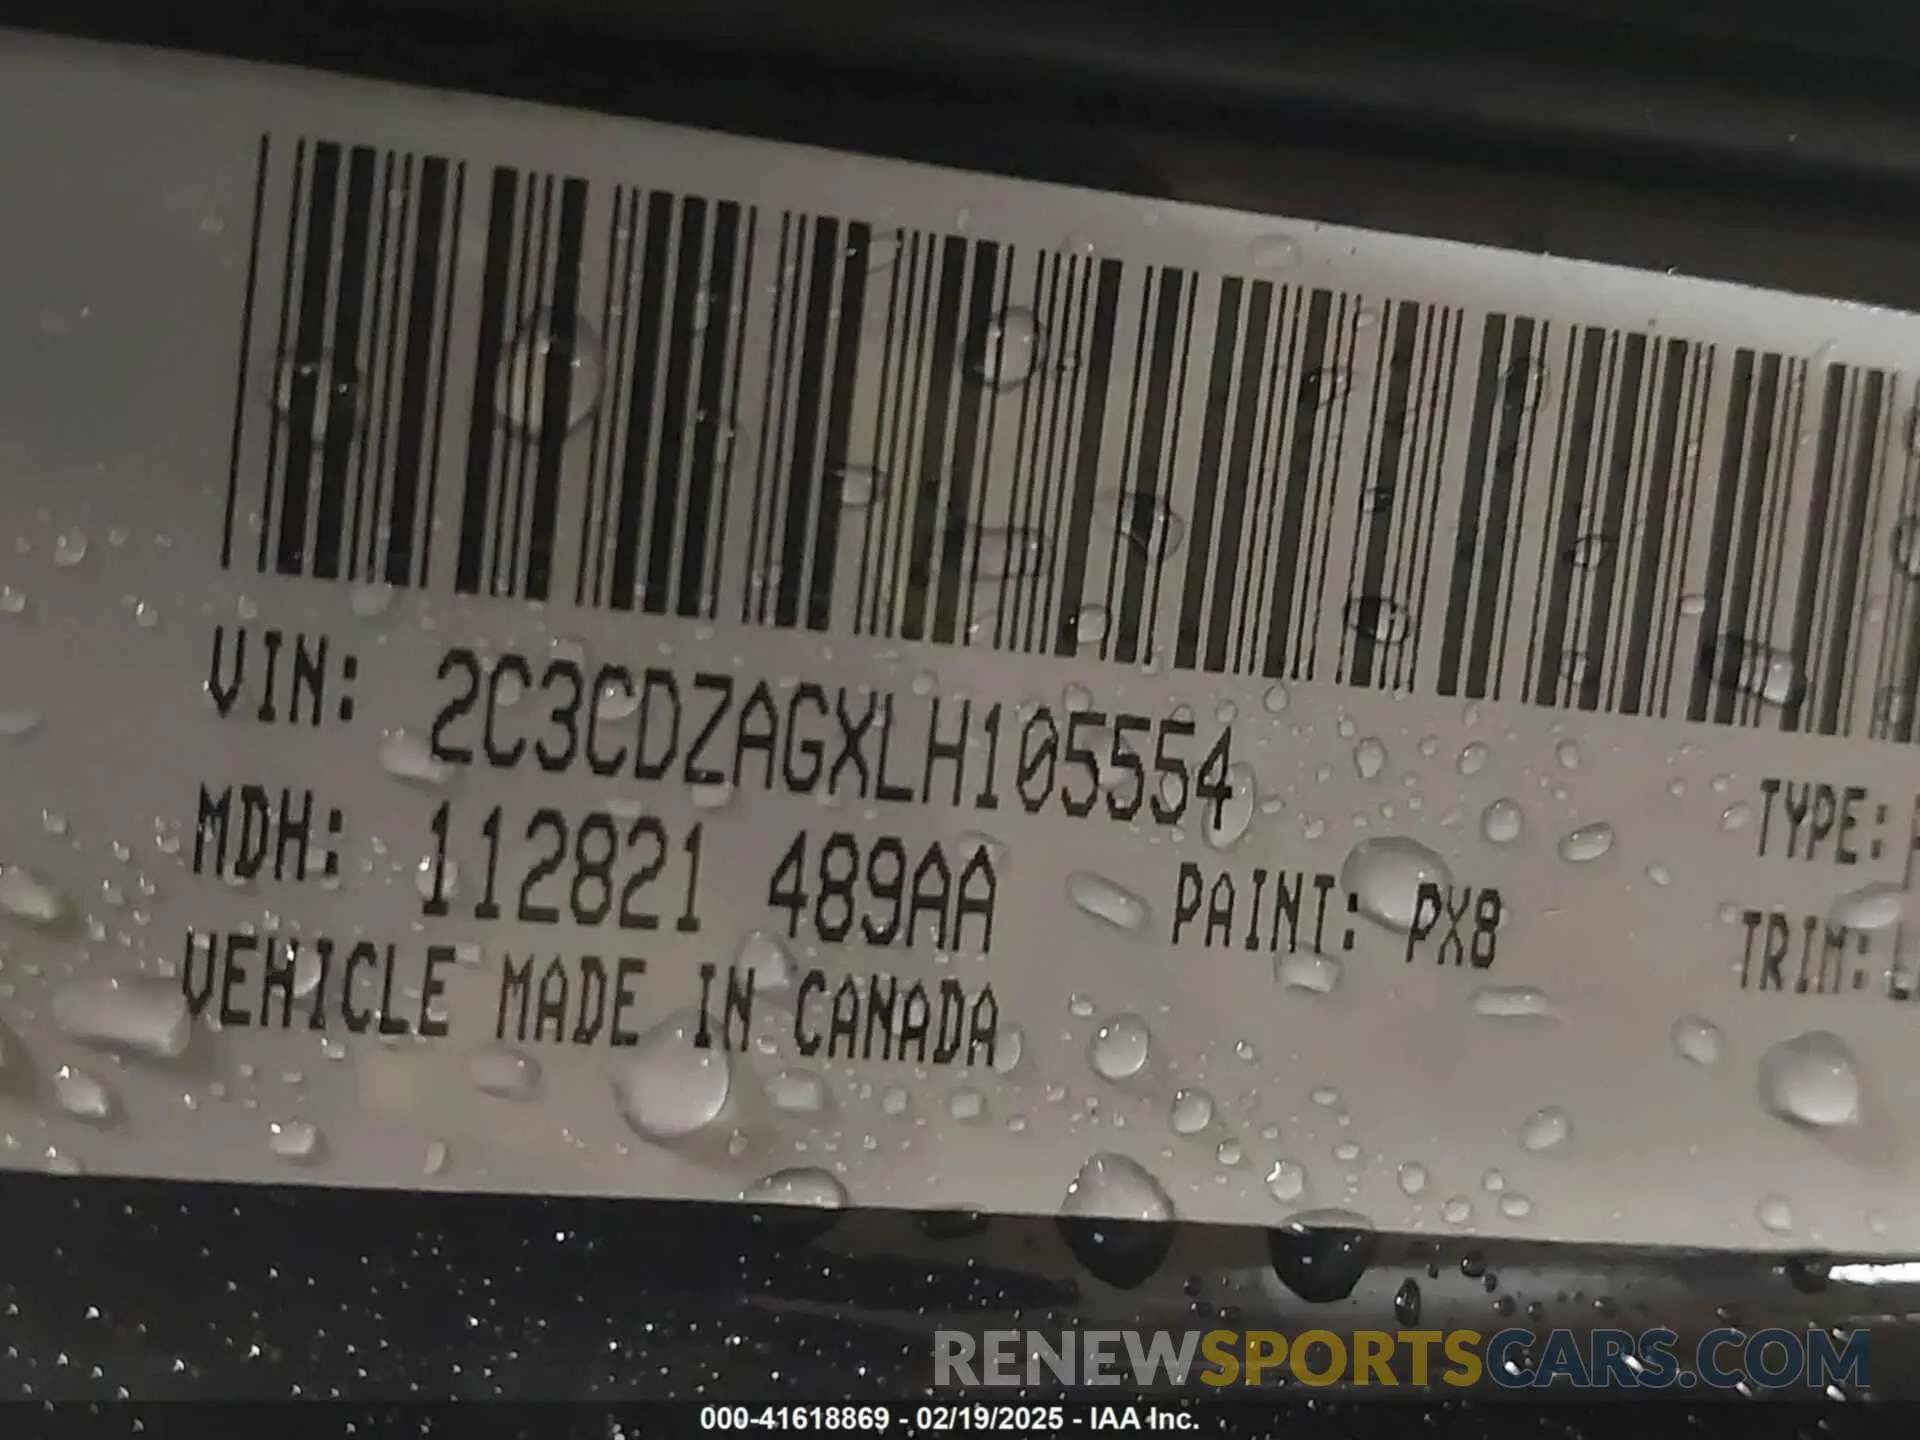 VIN: 2C3CDZAGXLH105554
TYPE:
MDH: 112821 489AA PAINT: PX8
TRIM:
VEHICLE MADE IN CANADA
RENEWSPORTSCARS.COM
000-41618869 - 02/19/2025 - IAA Inc.